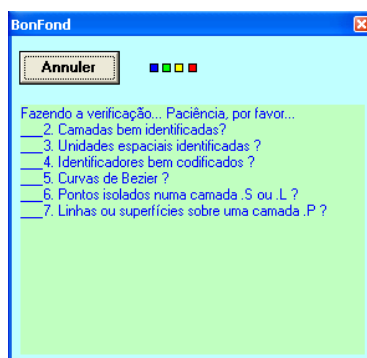 BonFond
Annuler
Fazendo a verificação... Paciência, por favor...
___2. Camadas bem identificadas?
___3. Unidades espaciais identificadas ?
___4. Identificadores bem codificados ?
___5. Curvas de Bezier ?
___6. Pontos isolados numa camada .S ou .L ?
___7. Linhas ou superfícies sobre uma camada .P ?